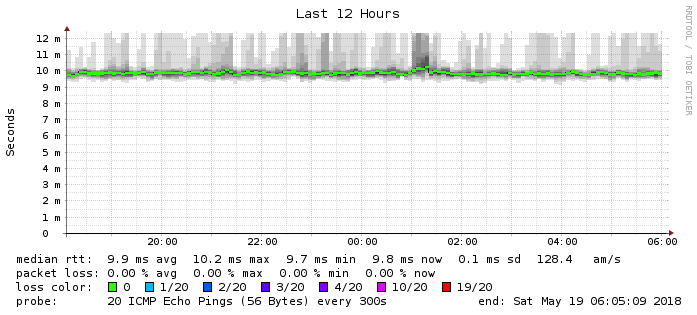 Last 12 Hours
RRDTOOL / TOBI OETIKER
Seconds
12 m
11 m
10 m
9 m
8 m
7 m
6 m
5 m
4 m
3 m
2 m
1 m
0
20:00 22:00 00:00 02:00 04:00 06:00
median rtt: 9.9 ms avg 10.2 ms max 9.7 ms min 9.8 ms now 0.1 ms sd 128.4 am/s
packet loss: 0.00 % avg 0.00 % max 0.00 % min 0.00 % now
loss color: 0 1/20 2/20 3/20 4/20 10/20 19/20
probe: 20 ICMP Echo Pings (56 Bytes) every 300s end: Sat May 19 06:05:09 2018